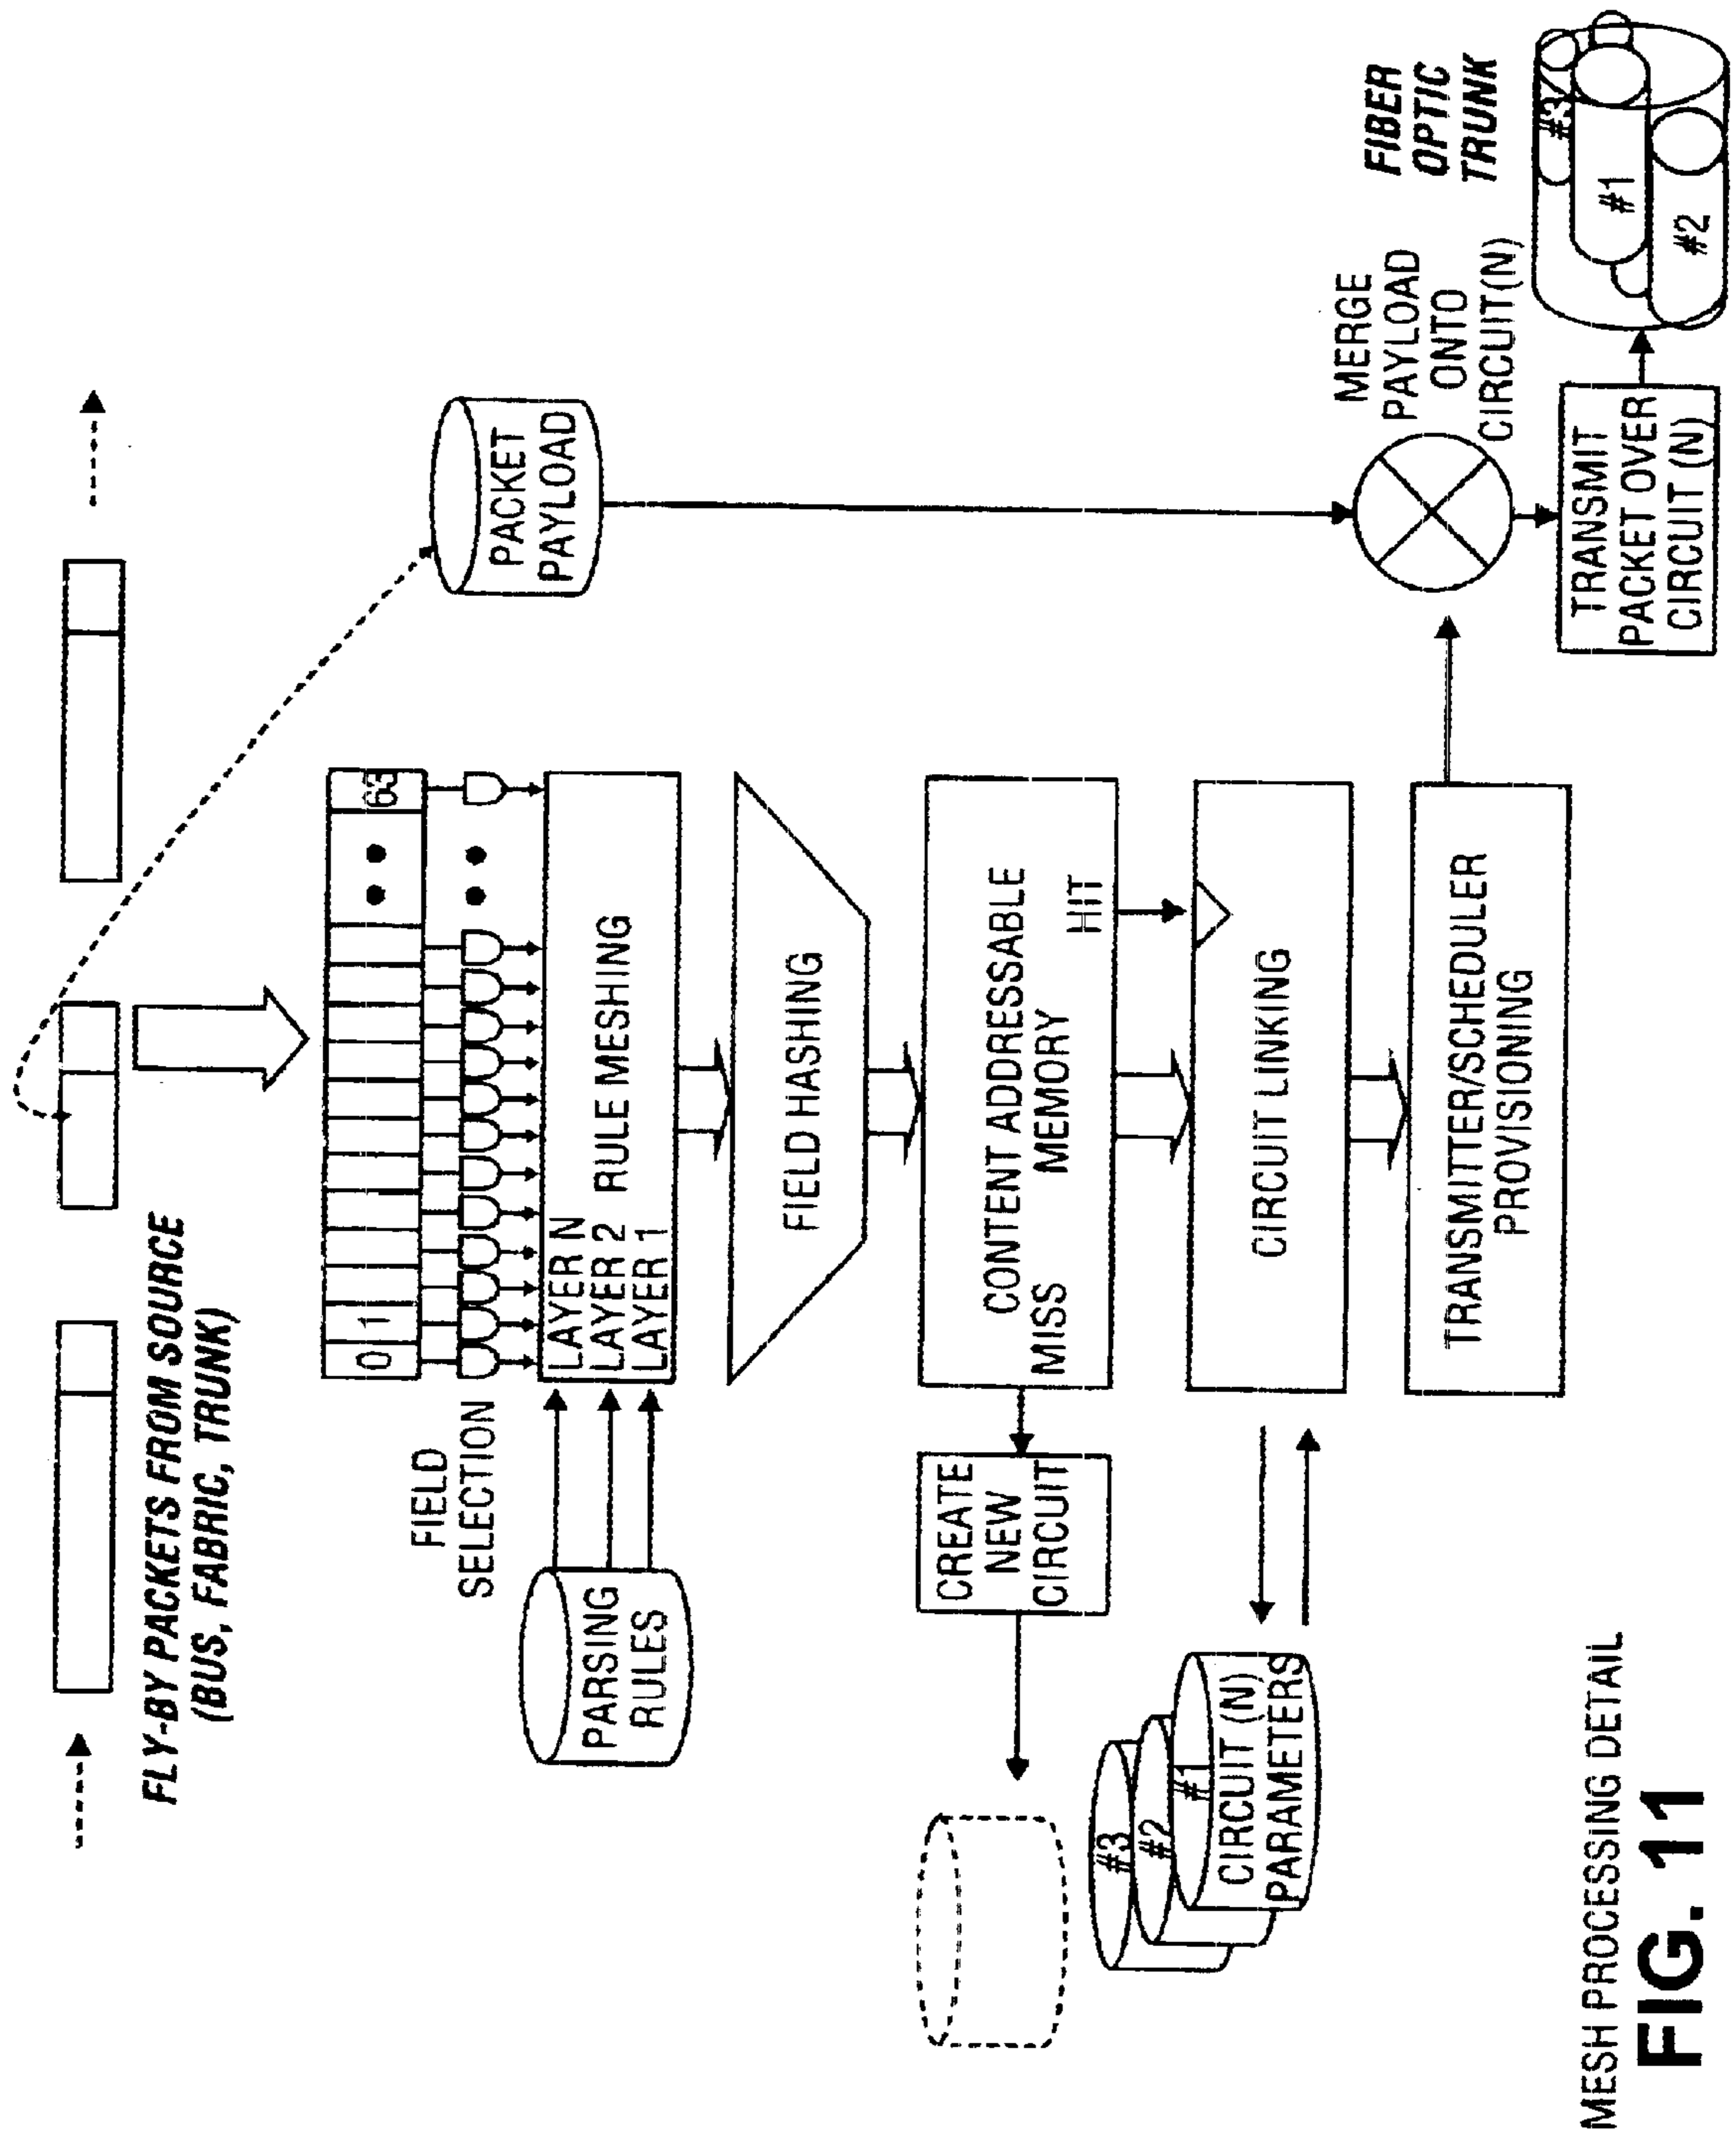 FLY-BY PACKETS FROM SOURCE
(BUS, FABRIC, TRUNK)
PACKET
PAYLOAD
0
1
63
FIELD
SELECTION
PARSING
RULES
LAYER N
LAYER 2
LAYER 1
RULE MESHING
FIELD HASHING
CONTENT ADDRESSABLE
MEMORY
MISS
HIT
CREATE
NEW
CIRCUIT
CIRCUIT LINKING
#3
#2
#1
CIRCUIT (N)
PARAMETERS
TRANSMITTER/SCHEDULER
PROVISIONING
MERGE
PAYLOAD
ONTO
CIRCUIT(N)
TRANSMIT
PACKET OVER
CIRCUIT (N)
FIBER
OPTIC
TRUNK
#3
#1
#2
MESH PROCESSING DETAIL
FIG. 11